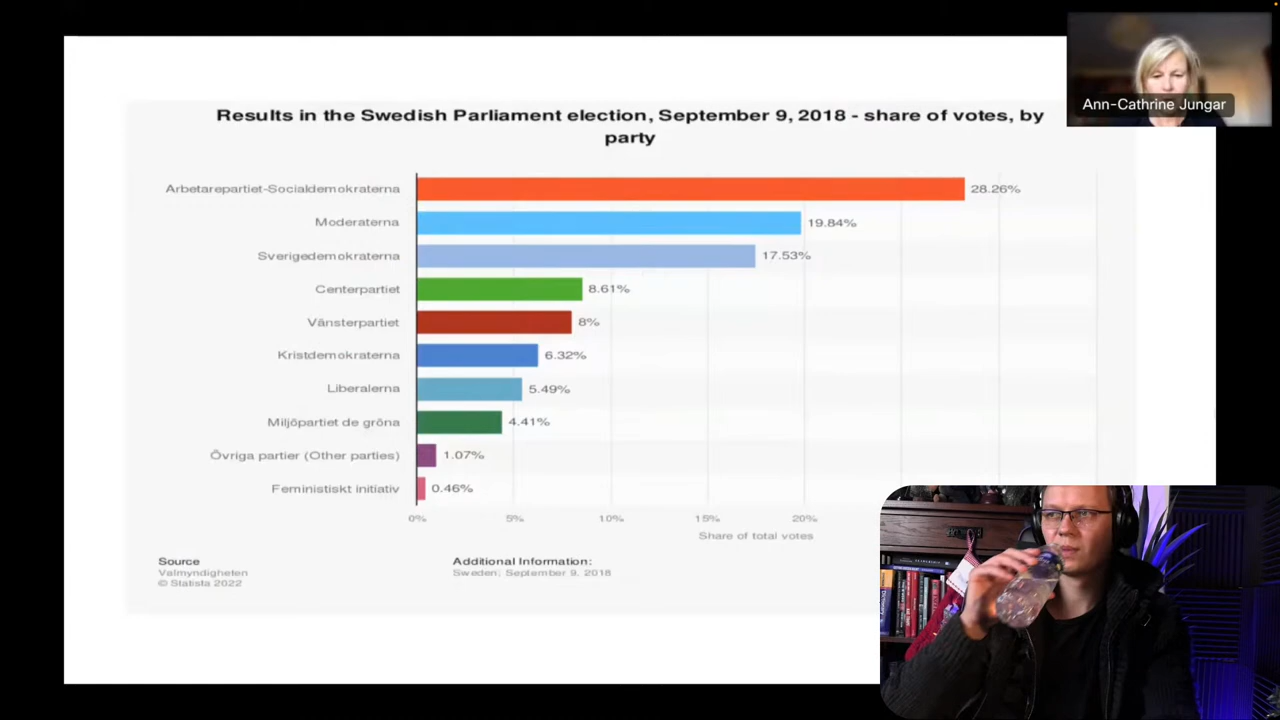 Results in the Swedish Parliament election, September 9, 2018 - share of votes, by
party
Ann-Cathrine Jungar
Arbetarepartiet-Socialdemokraterna 28.26%
Moderaterna 19.84%
Sverigedemokraterna 17.53%
Centerpartiet 8.61%
Vänsterpartiet 8%
Kristdemokraterna 6.32%
Liberalerna 5.49%
Miljöpartiet de gröna 4.41%
Övriga partier (Other parties) 1.07%
Feministiskt initiativ 0.46%
0% 5% 10% 15% 20%
Share of total votes
Source
Valmyndigheten
© Statista 2022
Additional Information:
Sweden; September 9, 2018